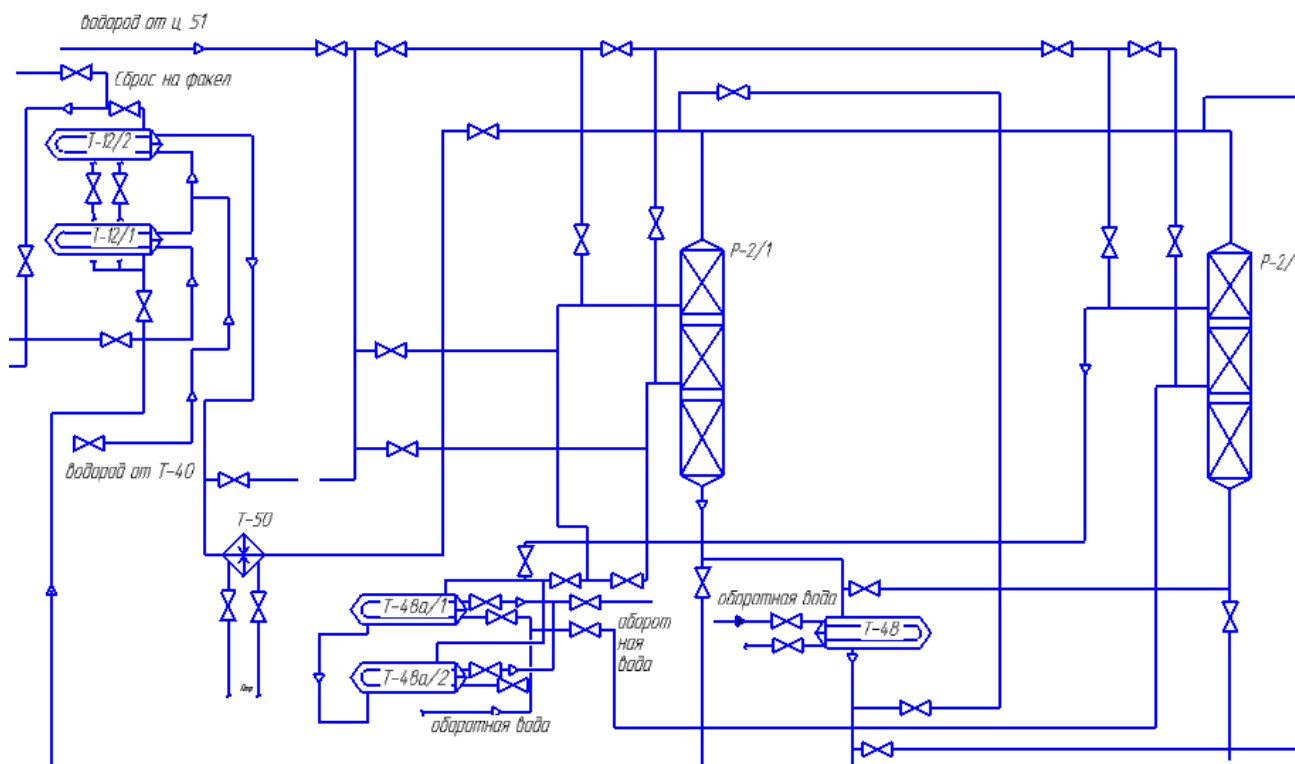 водород от ц. 51
Сброс на факел
Т-12/2
Т-12/1
Р-2/1
Р-2/
водород от Т-40
Т-50
Т-48а/1
оборот
ная
вода
оборотная вода
Т-48
Т-48а/2
оборотная вода